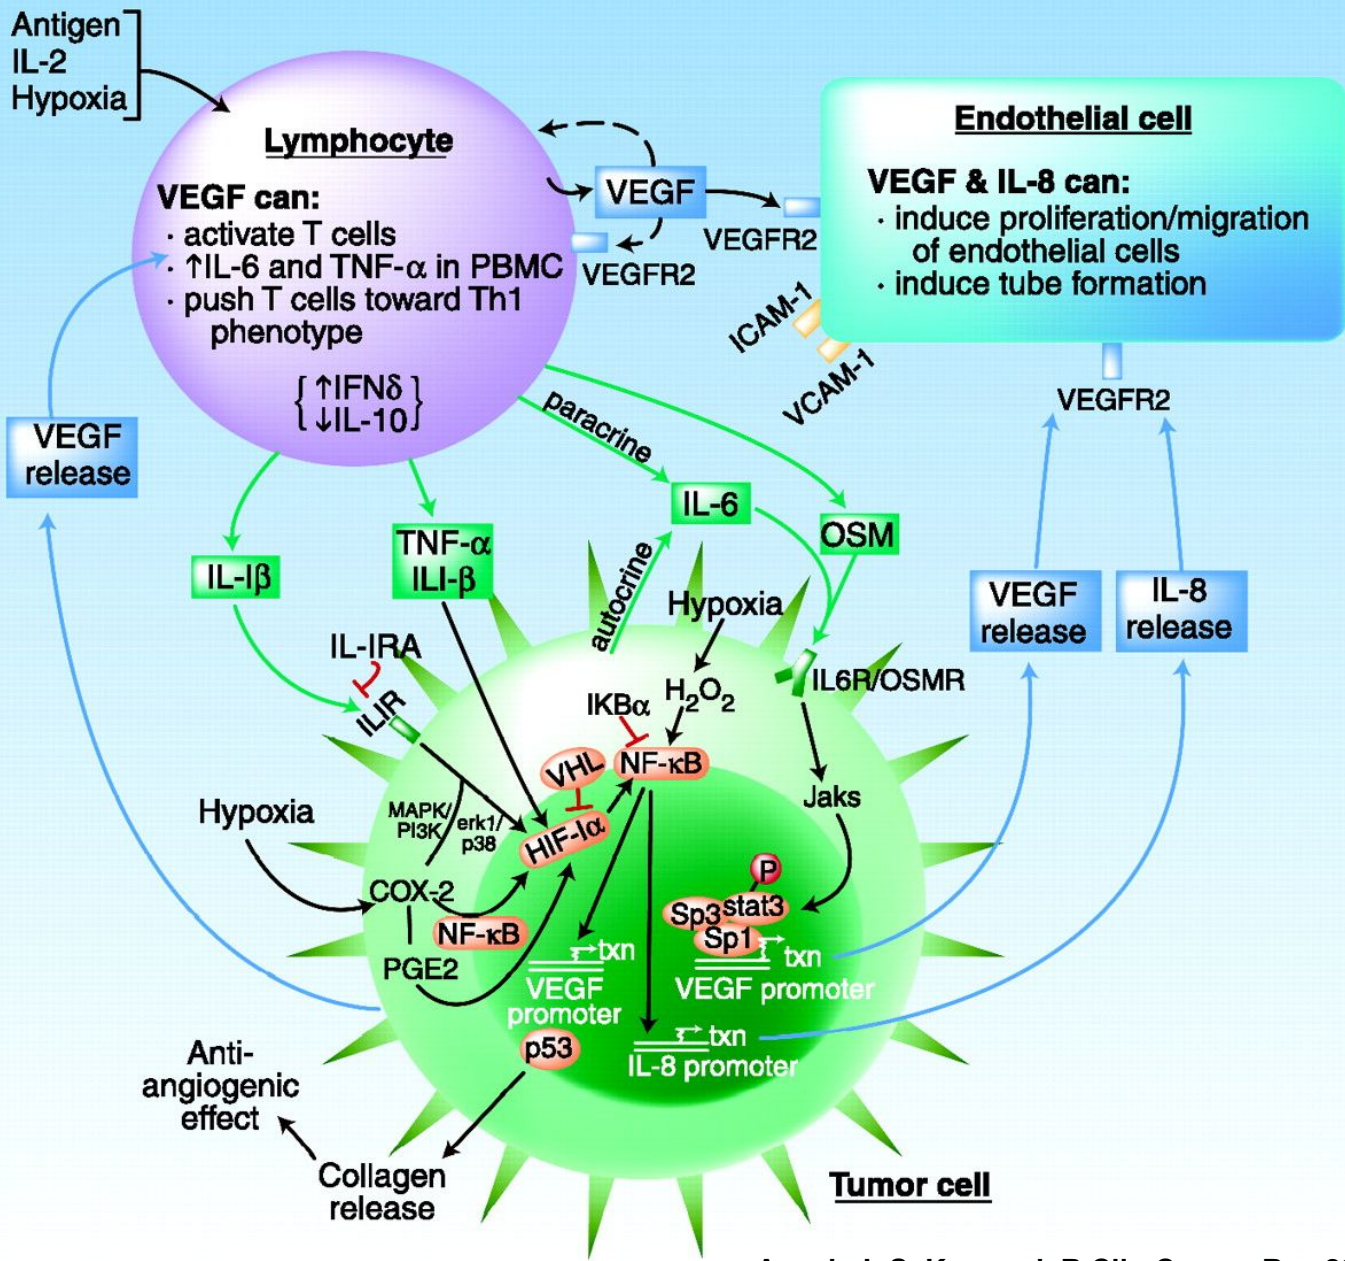 Antigen
IL-2
Hypoxia
Lymphocyte
VEGF can:
· activate T cells
· ↑IL-6 and TNF-α in PBMC
· push T cells toward Th1
phenotype
{ ↑IFNδ }
{ ↓IL-10 }
VEGF
VEGFR2
VEGFR2
Endothelial cell
VEGF & IL-8 can:
· induce proliferation/migration
of endothelial cells
· induce tube formation
ICAM-1
VCAM-1
VEGFR2
VEGF
release
paracrine
IL-6
OSM
TNF-α
ILI-β
IL-Iβ
autocrine
Hypoxia
VEGF
release
IL-8
release
IL-IRA
ILIR
IKBα
H2O2
IL6R/OSMR
VHL
NF-κB
Jaks
Hypoxia
MAPK/
PI3K
erk1/
p38
HIF-Iα
COX-2
NF-κB
PGE2
P
Sp3
stat3
Sp1
txn
VEGF
promoter
txn
VEGF promoter
p53
txn
IL-8 promoter
Anti-
angiogenic
effect
Collagen
release
Tumor cell